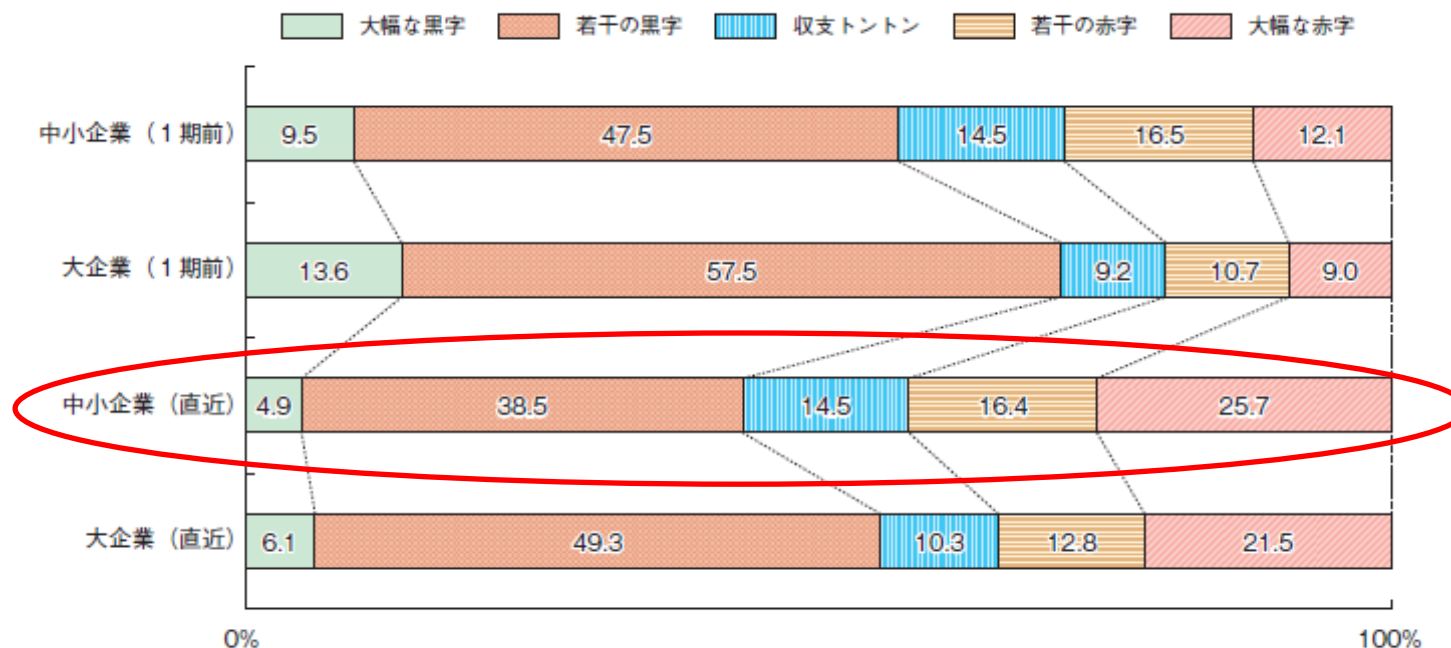 大幅な黒字 若干の黒字 収支トントン 若干の赤字 大幅な赤字
中小企業（１期前） 9.5 47.5 14.5 16.5 12.1
大企業（１期前） 13.6 57.5 9.2 10.7 9.0
中小企業（直近） 4.9 38.5 14.5 16.4 25.7
大企業（直近） 6.1 49.3 10.3 12.8 21.5
0% 100%